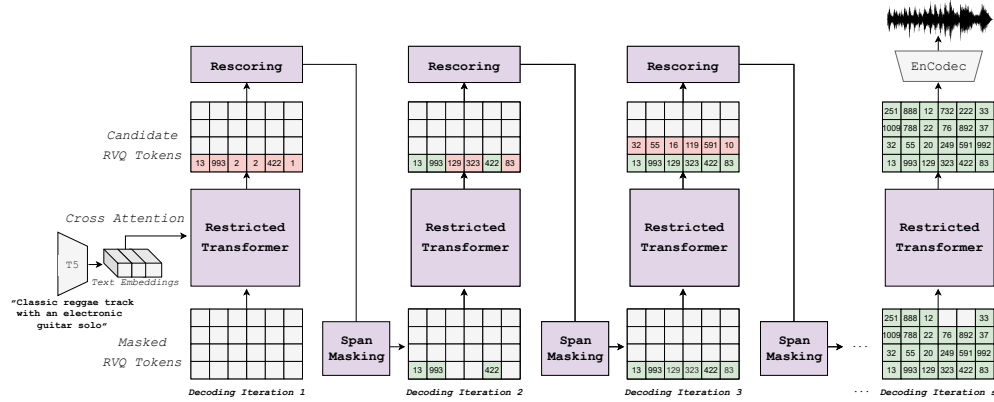 Rescoring
Rescoring
Rescoring
EnCodec
Candidate
RVQ Tokens
13 993 2 2 422 1
13 993 129 323 422 83
32 55 16 119 591 10
13 993 129 323 422 83
251 888 12 732 222 33
1009 788 22 76 892 37
32 55 20 249 591 992
13 993 129 323 422 83
Cross Attention
T5
Text Embeddings
"Classic reggae track
with an electronic
guitar solo"
Restricted
Transformer
Restricted
Transformer
Restricted
Transformer
Restricted
Transformer
Masked
RVQ Tokens
Span
Masking
13 993 422
Span
Masking
13 993 129 323 422 83
Span
Masking
...
251 888 12 33
1009 788 22 76 892 37
32 55 20 249 591 992
13 993 129 323 422 83
Decoding Iteration 1
Decoding Iteration 2
Decoding Iteration 3
...
Decoding Iteration s